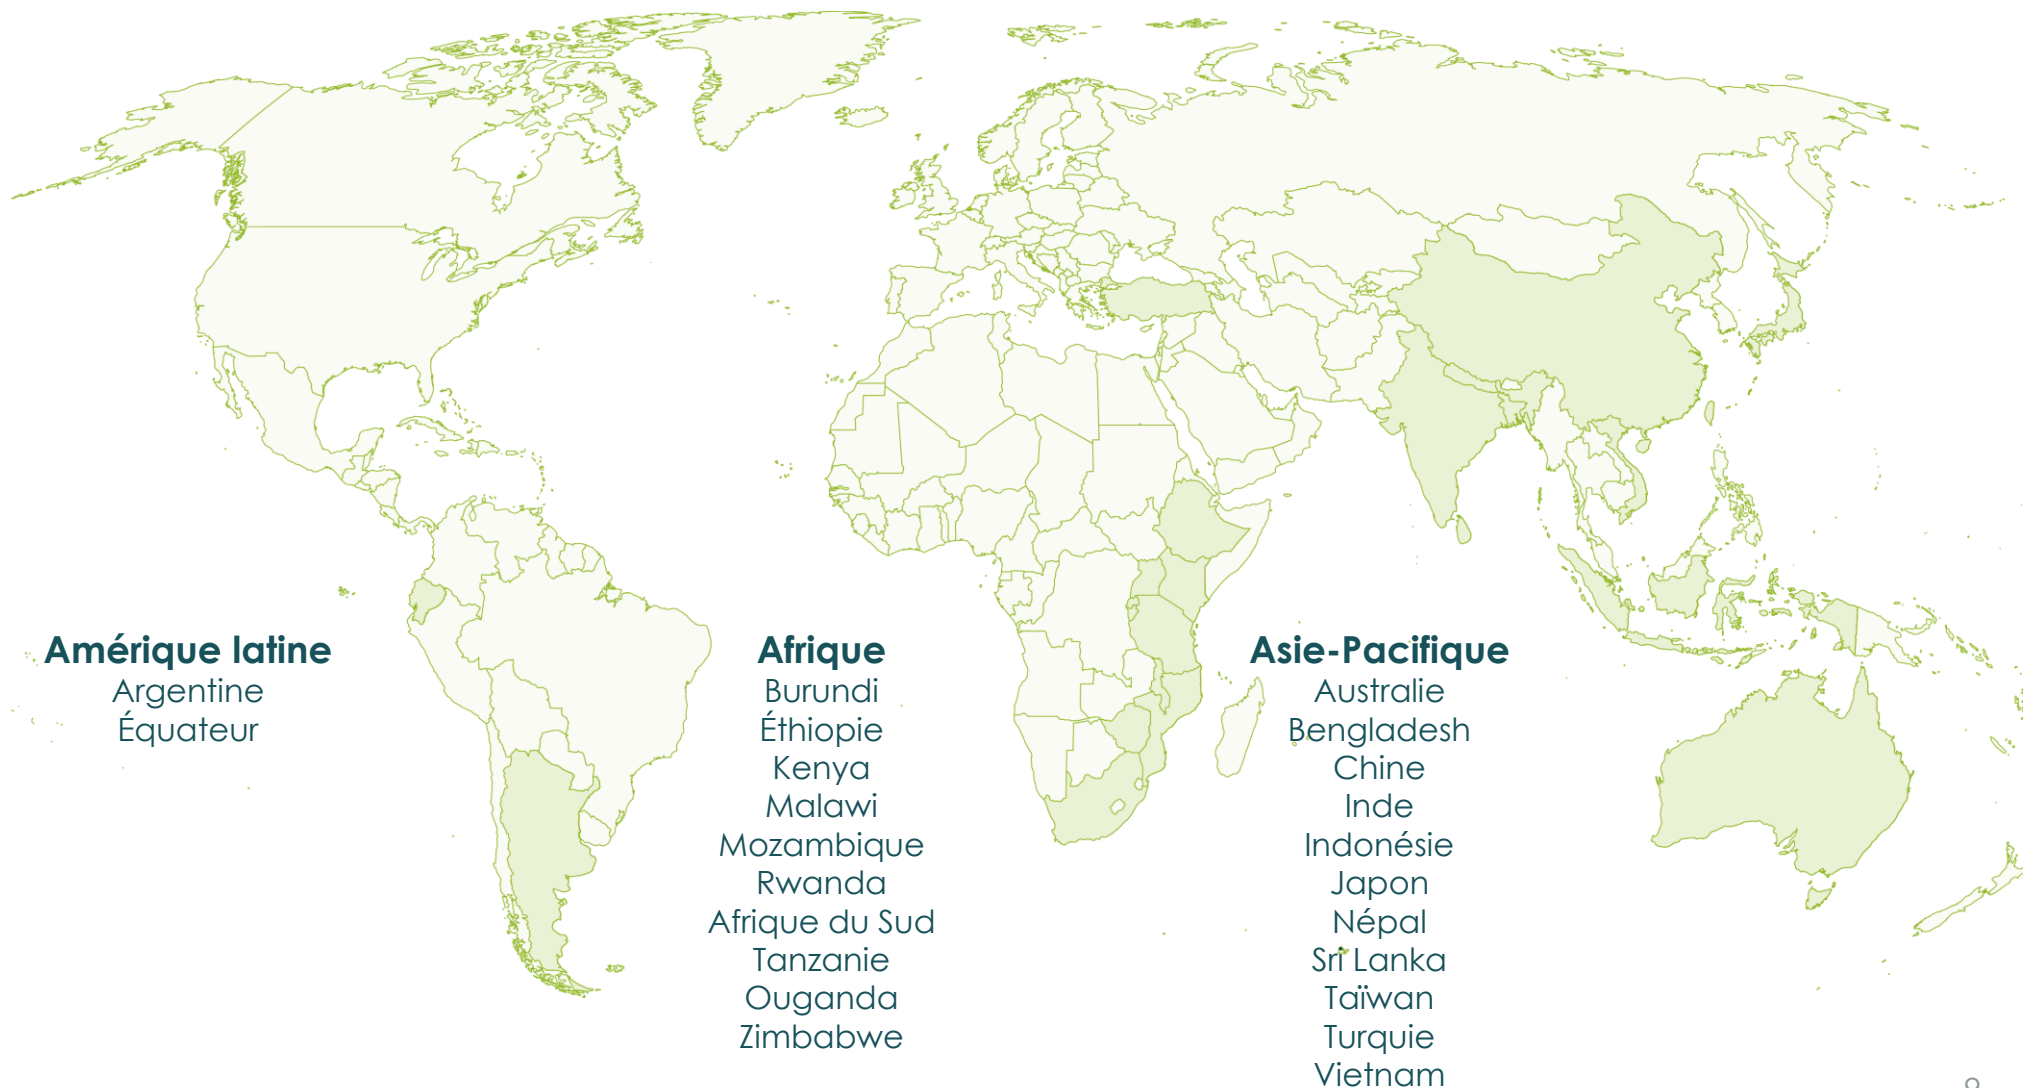 Amérique latine
Argentine
Équateur
Afrique
Burundi
Éthiopie
Kenya
Malawi
Mozambique
Rwanda
Afrique du Sud
Tanzanie
Ouganda
Zimbabwe
Asie-Pacifique
Australie
Bengladesh
Chine
Inde
Indonésie
Japon
Népal
Sri Lanka
Taïwan
Turquie
Vietnam